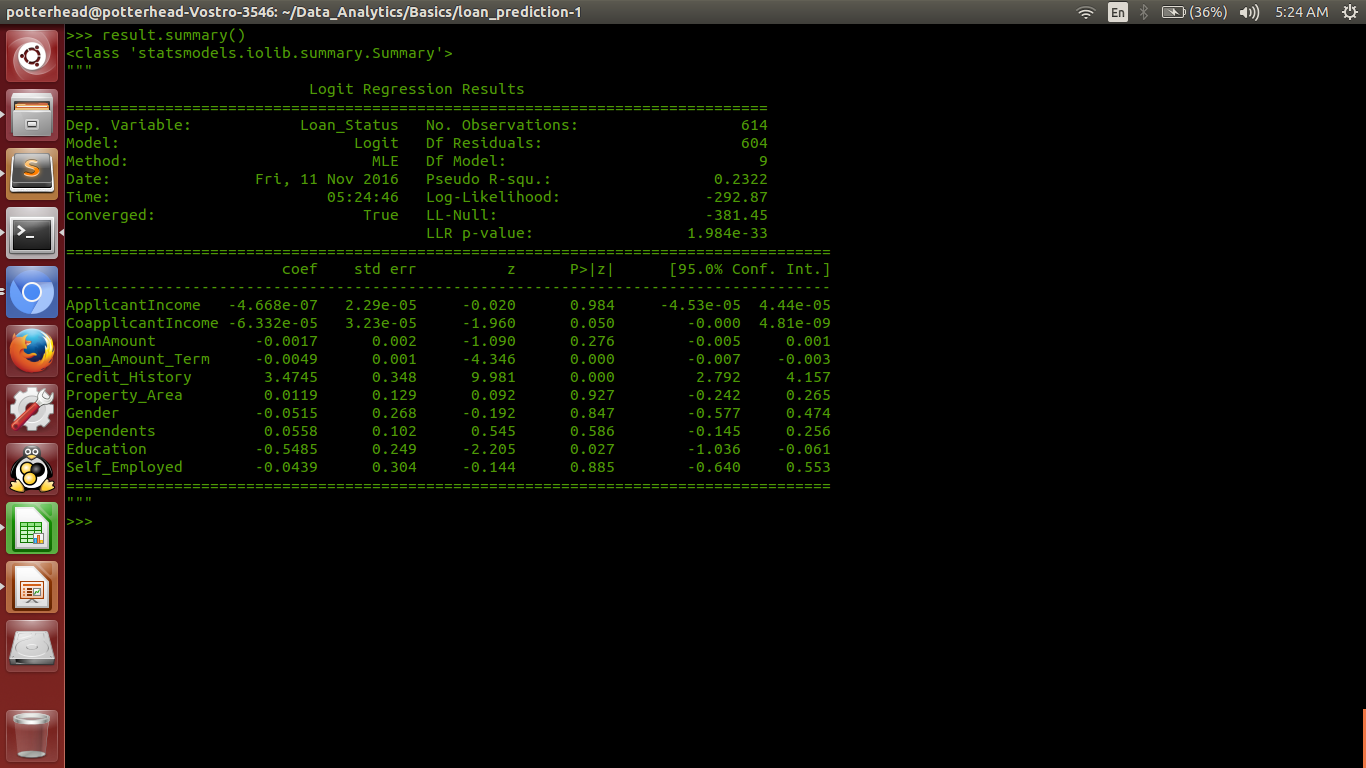 potterhead@potterhead-Vostro-3546: ~/Data_Analytics/Basics/loan_prediction-1 En (36%) 5:24 AM
>>> result.summary()
<class 'statsmodels.iolib.summary.Summary'>
"""
                           Logit Regression Results
==============================================================================
Dep. Variable:            Loan_Status   No. Observations:                  614
Model:                          Logit   Df Residuals:                      604
Method:                           MLE   Df Model:                            9
Date:                Fri, 11 Nov 2016   Pseudo R-squ.:                  0.2322
Time:                        05:24:46   Log-Likelihood:                -292.87
converged:                       True   LL-Null:                       -381.45
                                        LLR p-value:                 1.984e-33
=====================================================================================
                        coef    std err          z      P>|z|      [95.0% Conf. Int.]
-------------------------------------------------------------------------------------
ApplicantIncome   -4.668e-07   2.29e-05     -0.020      0.984     -4.53e-05  4.44e-05
CoapplicantIncome -6.332e-05   3.23e-05     -1.960      0.050        -0.000  4.81e-09
LoanAmount           -0.0017      0.002     -1.090      0.276        -0.005     0.001
Loan_Amount_Term     -0.0049      0.001     -4.346      0.000        -0.007    -0.003
Credit_History        3.4745      0.348      9.981      0.000         2.792     4.157
Property_Area         0.0119      0.129      0.092      0.927        -0.242     0.265
Gender               -0.0515      0.268     -0.192      0.847        -0.577     0.474
Dependents            0.0558      0.102      0.545      0.586        -0.145     0.256
Education            -0.5485      0.249     -2.205      0.027        -1.036    -0.061
Self_Employed        -0.0439      0.304     -0.144      0.885        -0.640     0.553
=====================================================================================
"""
>>>